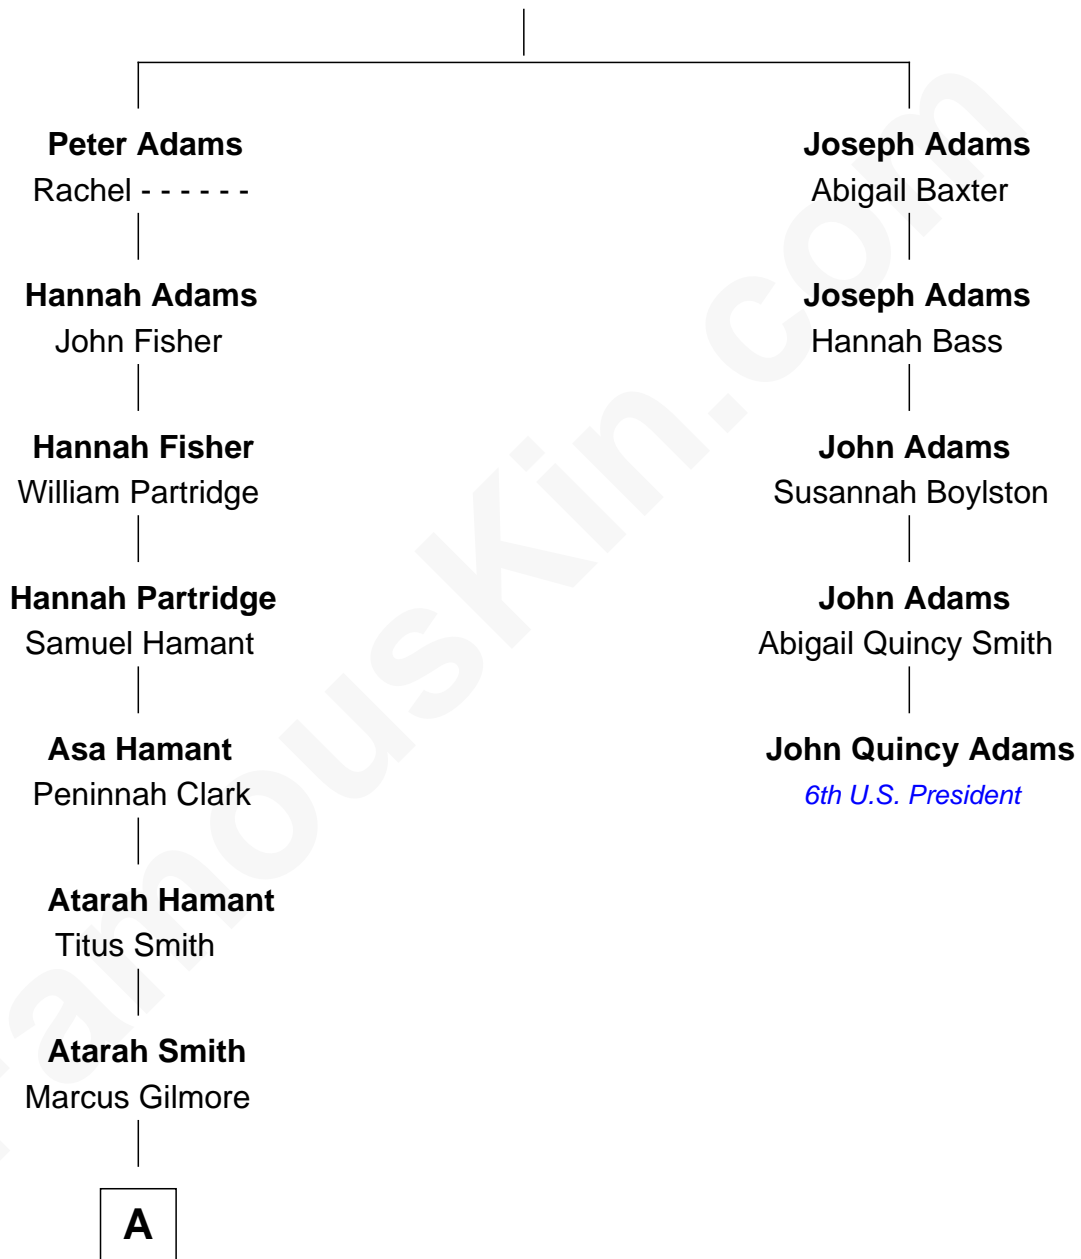 Peter Adams
Rachel - - - - - -
Joseph Adams
Abigail Baxter
Hannah Adams
John Fisher
Joseph Adams
Hannah Bass
Hannah Fisher
William Partridge
John Adams
Susannah Boylston
Hannah Partridge
Samuel Hamant
John Adams
Abigail Quincy Smith
Asa Hamant
Peninnah Clark
John Quincy Adams
6th U.S. President
Atarah Hamant
Titus Smith
Atarah Smith
Marcus Gilmore
A
FamousKin.com